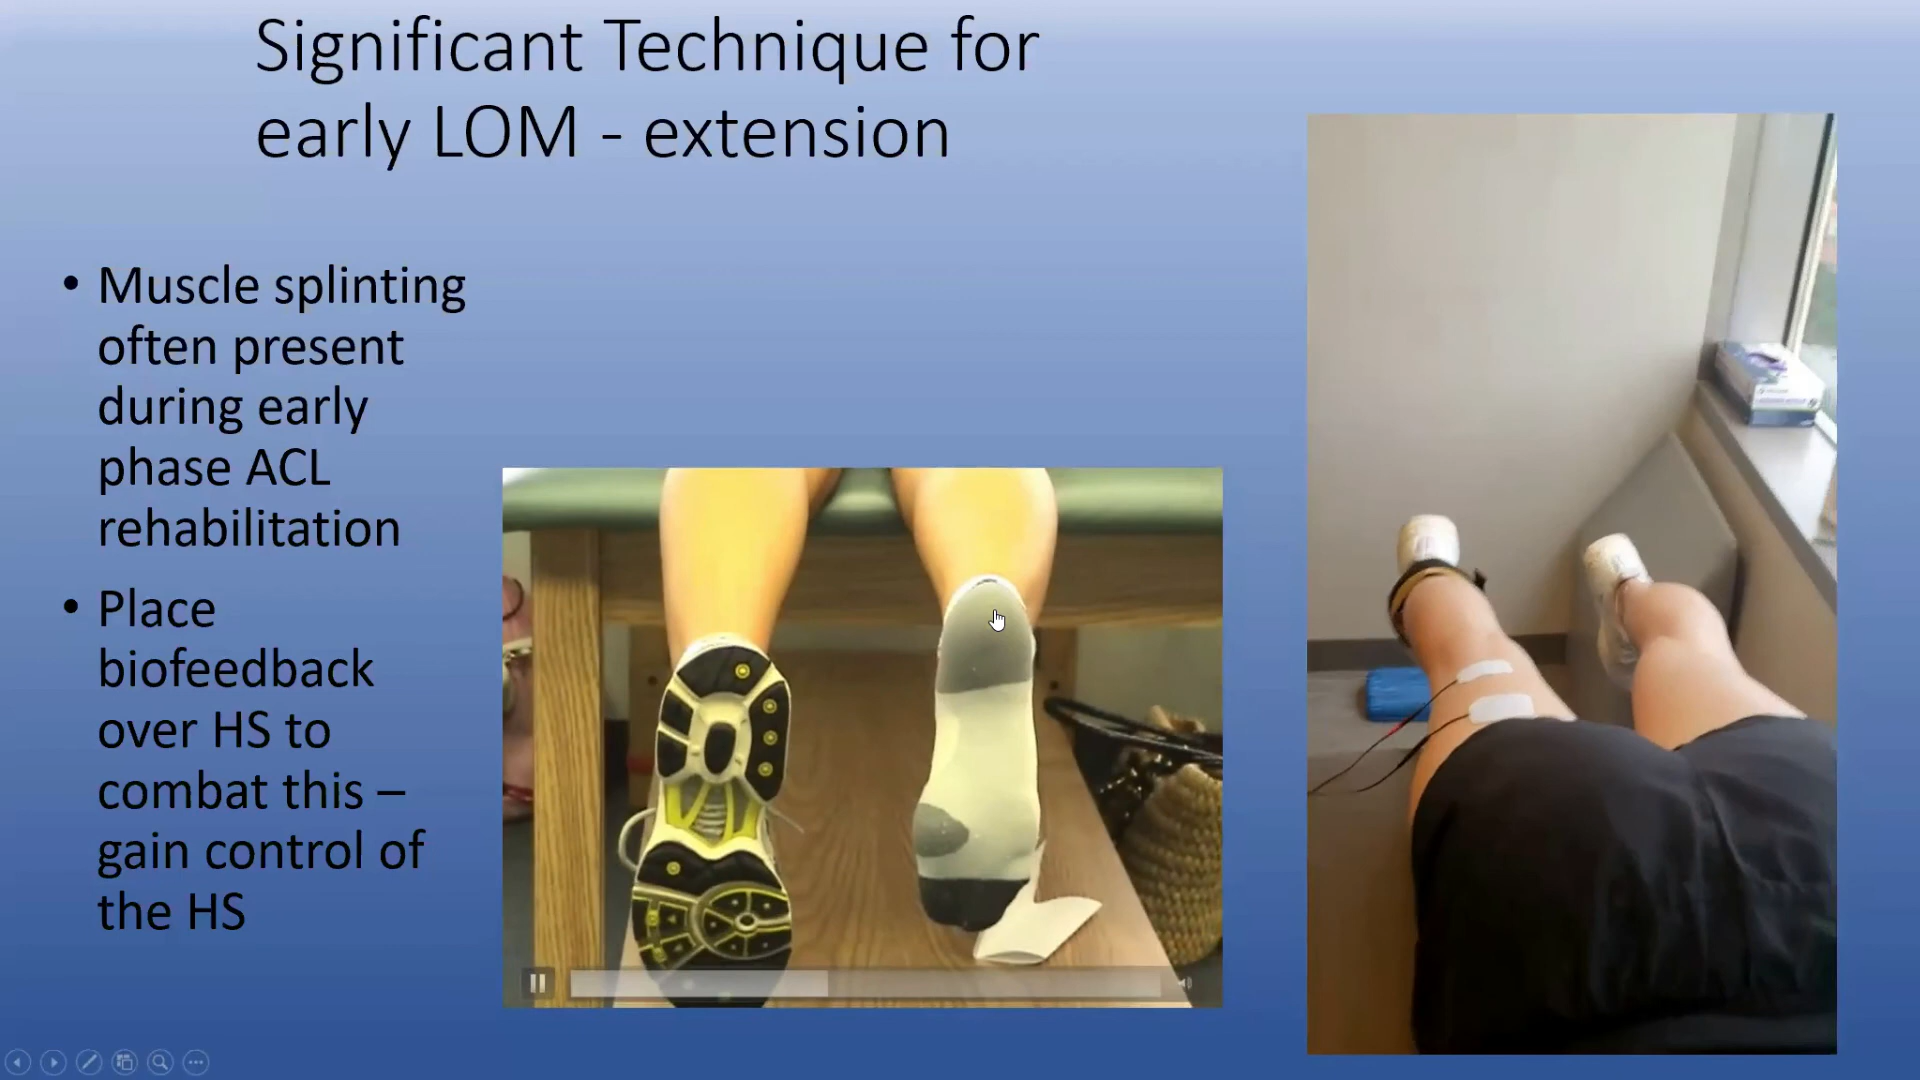 Significant Technique for
early LOM - extension
• Muscle splinting
often present
during early
phase ACL
rehabilitation
• Place
biofeedback
over HS to
combat this –
gain control of
the HS